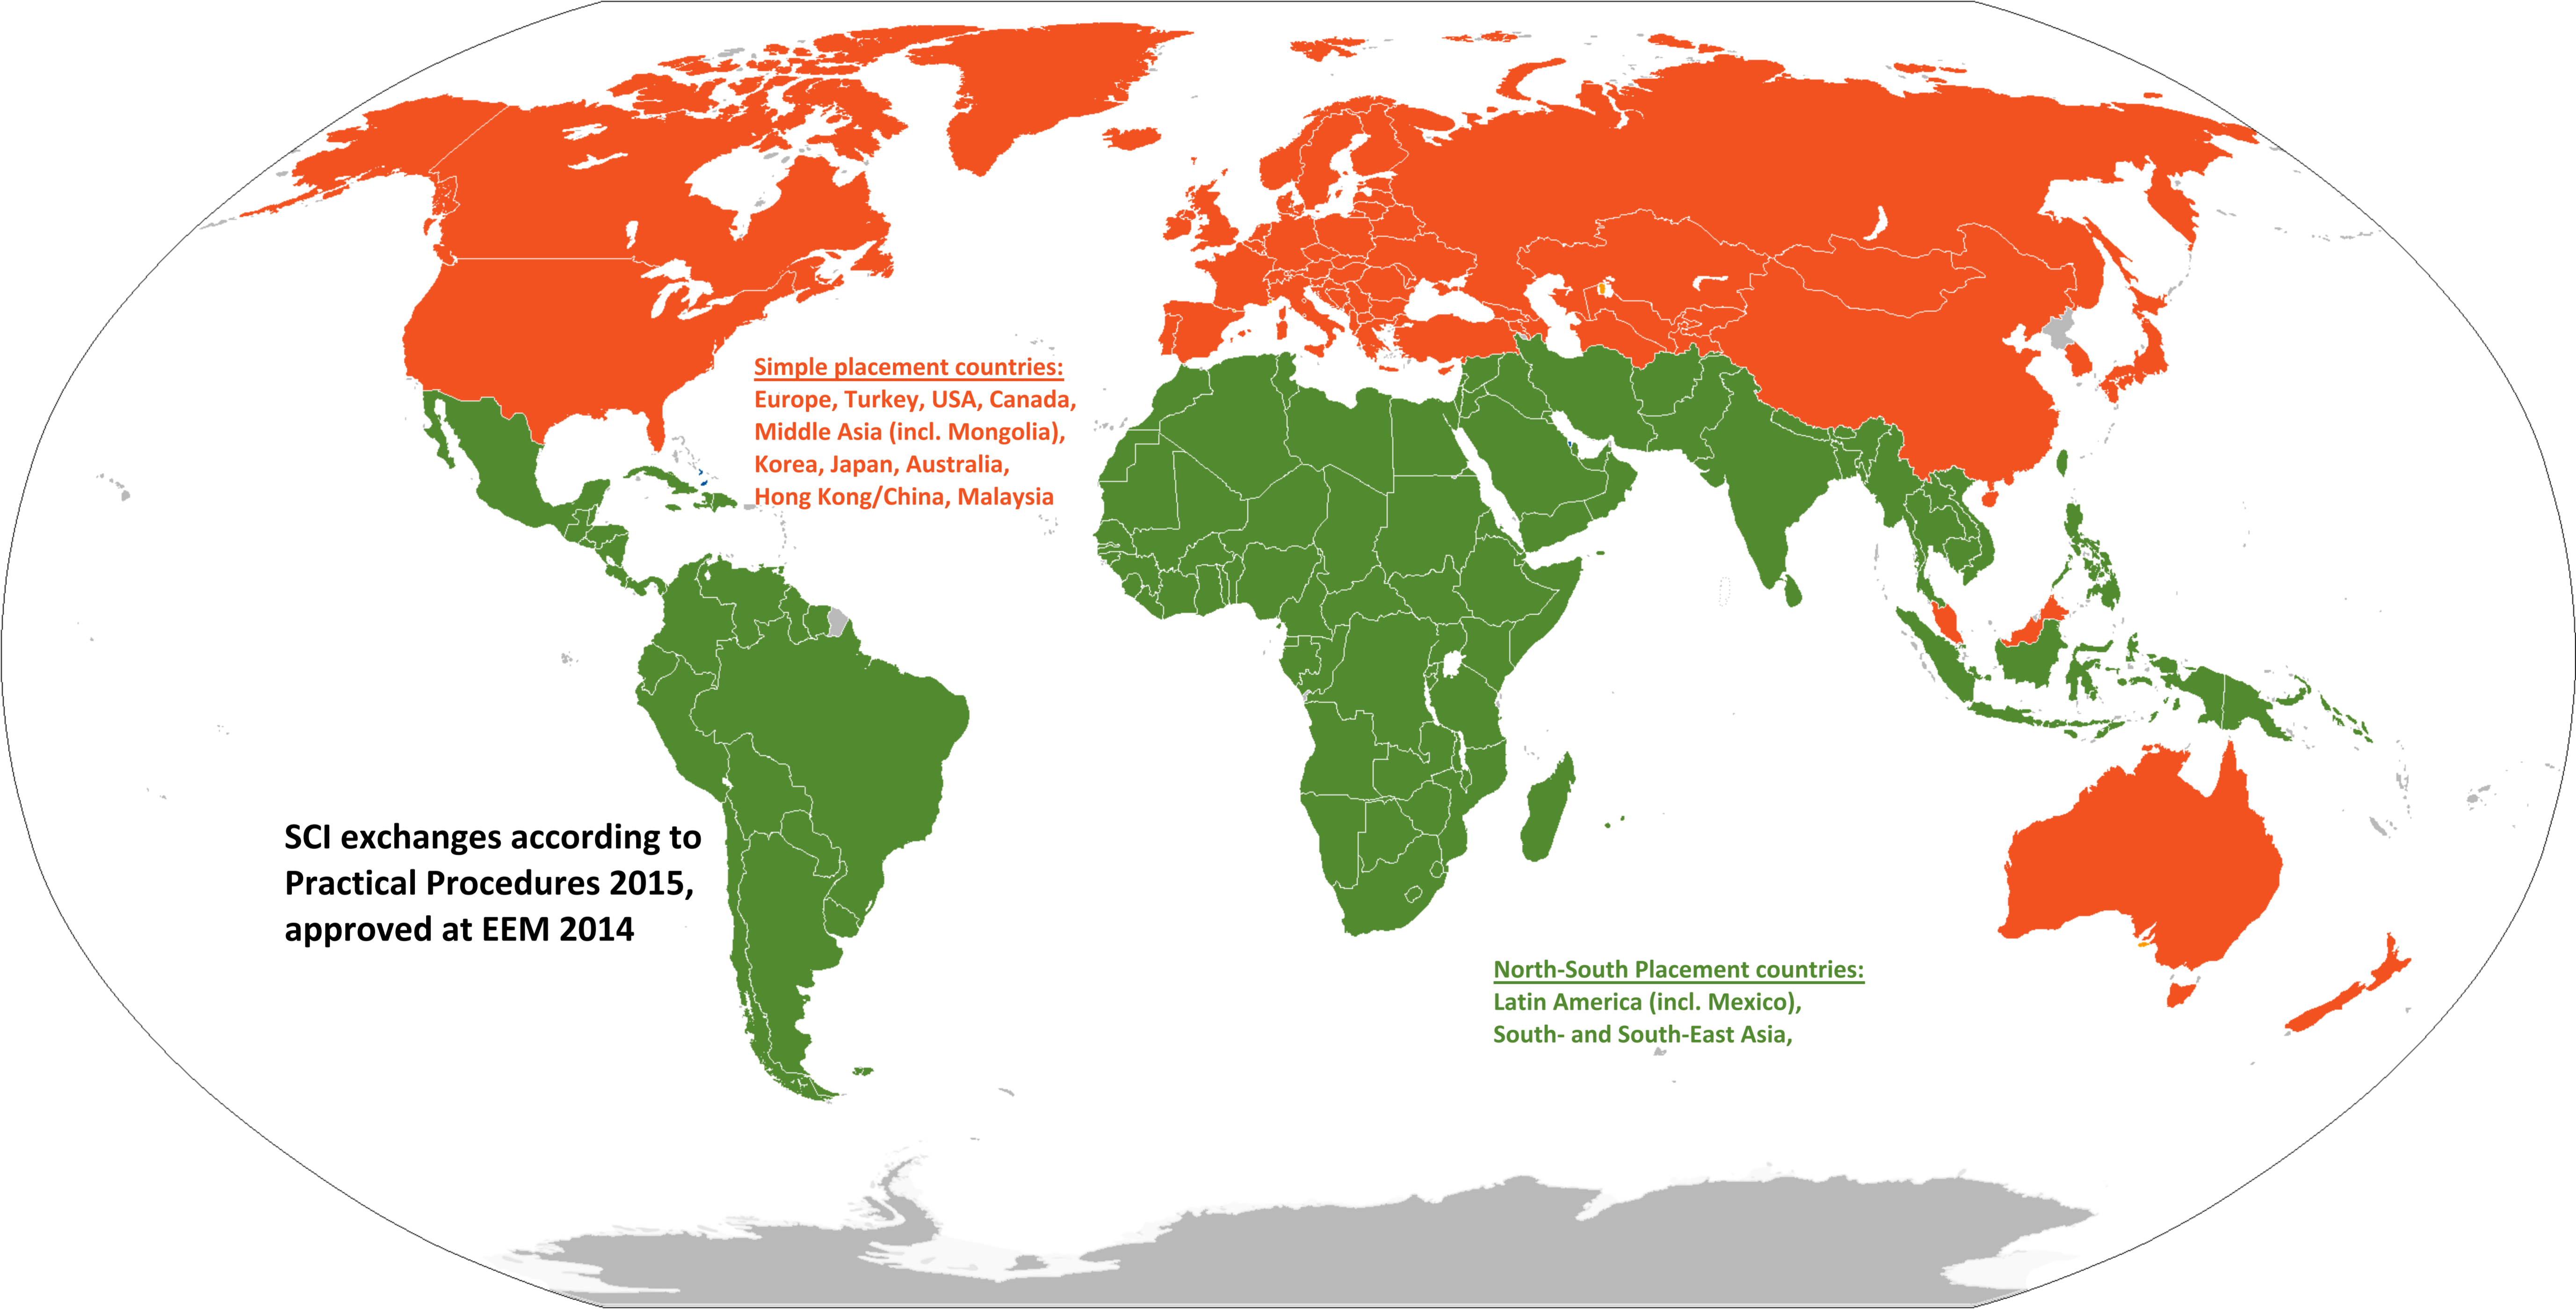 Simple placement countries:
Europe, Turkey, USA, Canada,
Middle Asia (incl. Mongolia),
Korea, Japan, Australia,
Hong Kong/China, Malaysia
SCI exchanges according to
Practical Procedures 2015,
approved at EEM 2014
North-South Placement countries:
Latin America (incl. Mexico),
South- and South-East Asia,